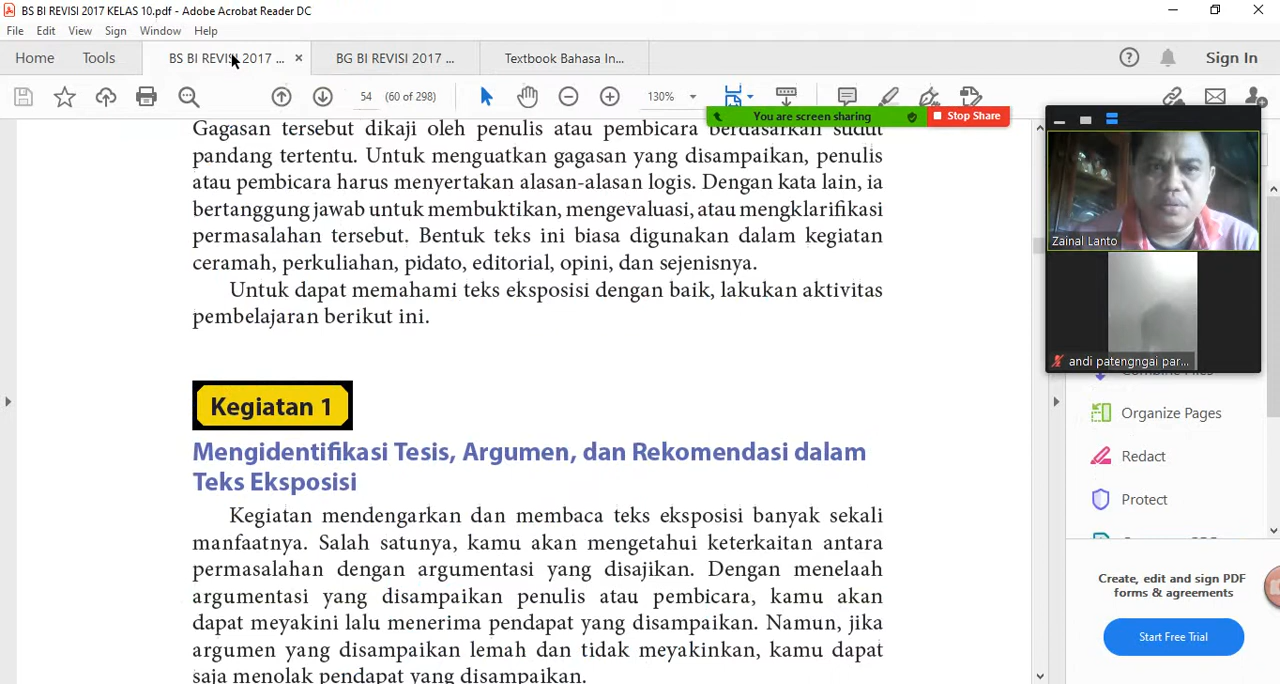 BS BI REVISI 2017 KELAS 10.pdf - Adobe Acrobat Reader DC
File Edit View Sign Window Help
Home Tools BS BI REVISI 2017 ... × BG BI REVISI 2017 ... Textbook Bahasa In... Sign In
54 (60 of 298) 130%
You are screen sharing Stop Share
Gagasan tersebut dikaji oleh penulis atau pembicara berdasarkan sudut
pandang tertentu. Untuk menguatkan gagasan yang disampaikan, penulis
atau pembicara harus menyertakan alasan-alasan logis. Dengan kata lain, ia
bertanggung jawab untuk membuktikan, mengevaluasi, atau mengklarifikasi
permasalahan tersebut. Bentuk teks ini biasa digunakan dalam kegiatan
ceramah, perkuliahan, pidato, editorial, opini, dan sejenisnya.
Untuk dapat memahami teks eksposisi dengan baik, lakukan aktivitas
pembelajaran berikut ini.
Kegiatan 1
Mengidentifikasi Tesis, Argumen, dan Rekomendasi dalam
Teks Eksposisi
Kegiatan mendengarkan dan membaca teks eksposisi banyak sekali
manfaatnya. Salah satunya, kamu akan mengetahui keterkaitan antara
permasalahan dengan argumentasi yang disajikan. Dengan menelaah
argumentasi yang disampaikan penulis atau pembicara, kamu akan
dapat meyakini lalu menerima pendapat yang disampaikan. Namun, jika
argumen yang disampaikan lemah dan tidak meyakinkan, kamu dapat
saja menolak pendapat yang disampaikan.
Zainal Lanto
andi patengngai par...
Combine Files
Organize Pages
Redact
Protect
Create, edit and sign PDF
forms & agreements
Start Free Trial